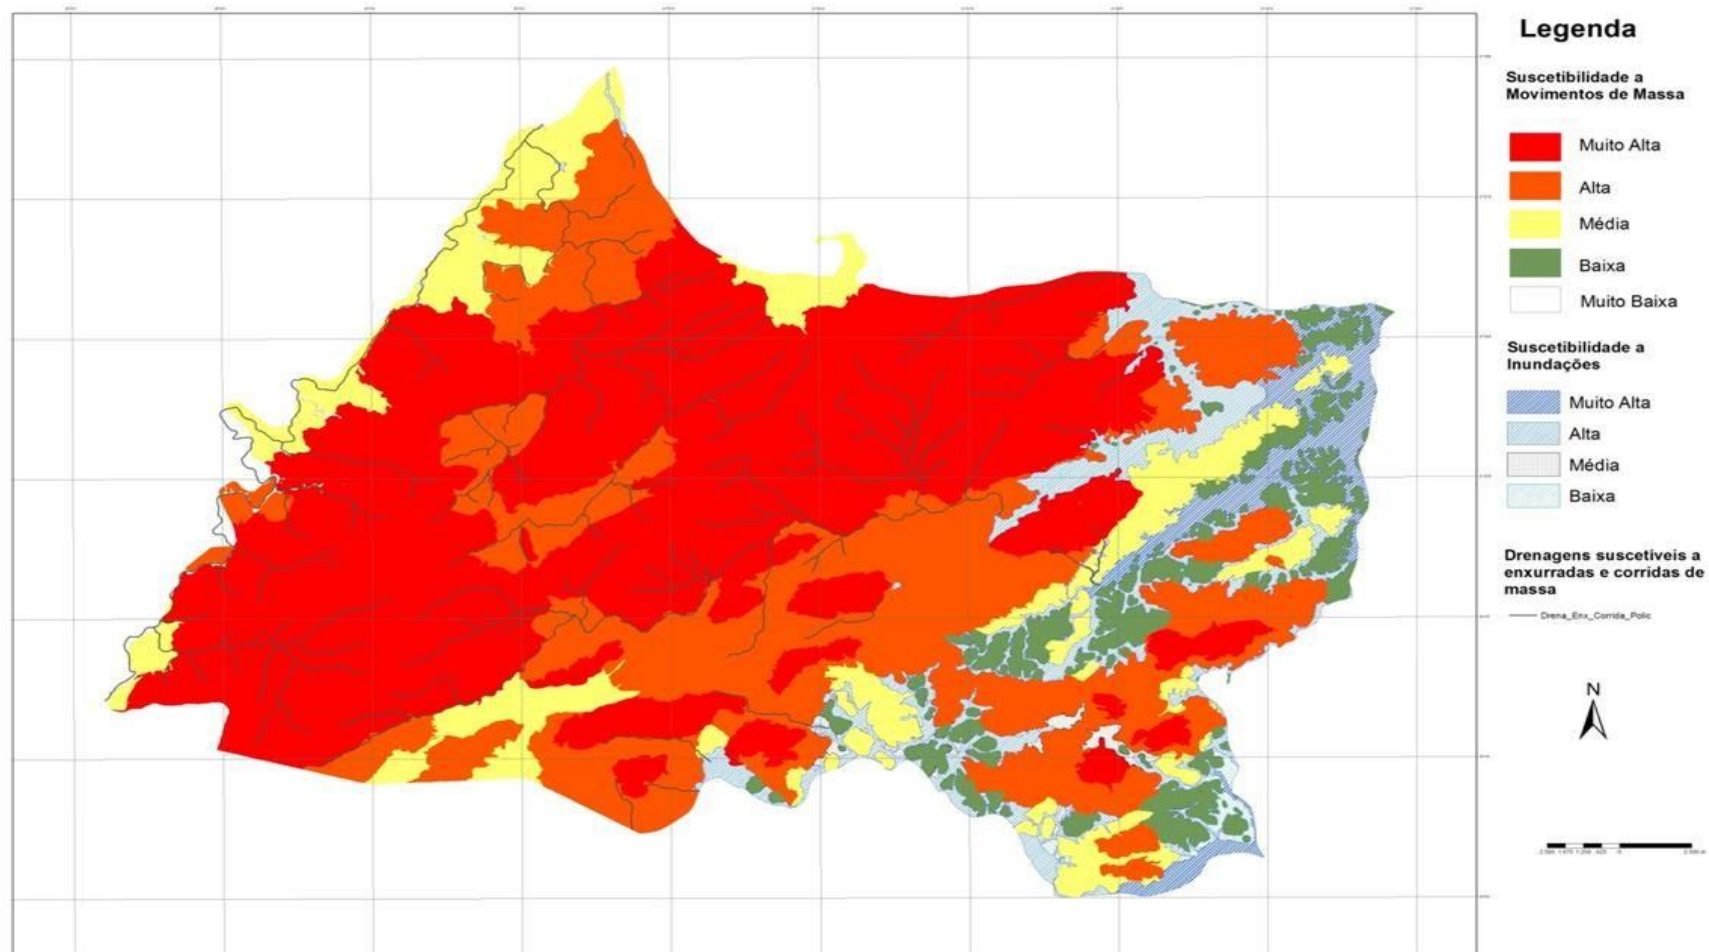 Legenda
Suscetibilidade a
Movimentos de Massa
Muito Alta
Alta
Média
Baixa
Muito Baixa
Suscetibilidade a
Inundações
Muito Alta
Alta
Média
Baixa
Drenagens suscetíveis a
enxurradas e corridas de
massa
Drena_Enx_Corrida_Polic
N